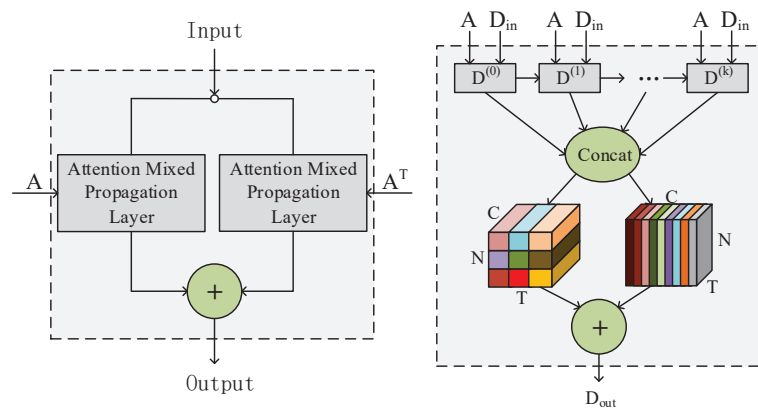 Input
Attention Mixed
Propagation
Layer
Attention Mixed
Propagation
Layer
A
A^T
+
Output
A D_in A D_in A D_in
D^(0) D^(1) ... D^(k)
Concat
C
N
T
C
N
T
+
D_out